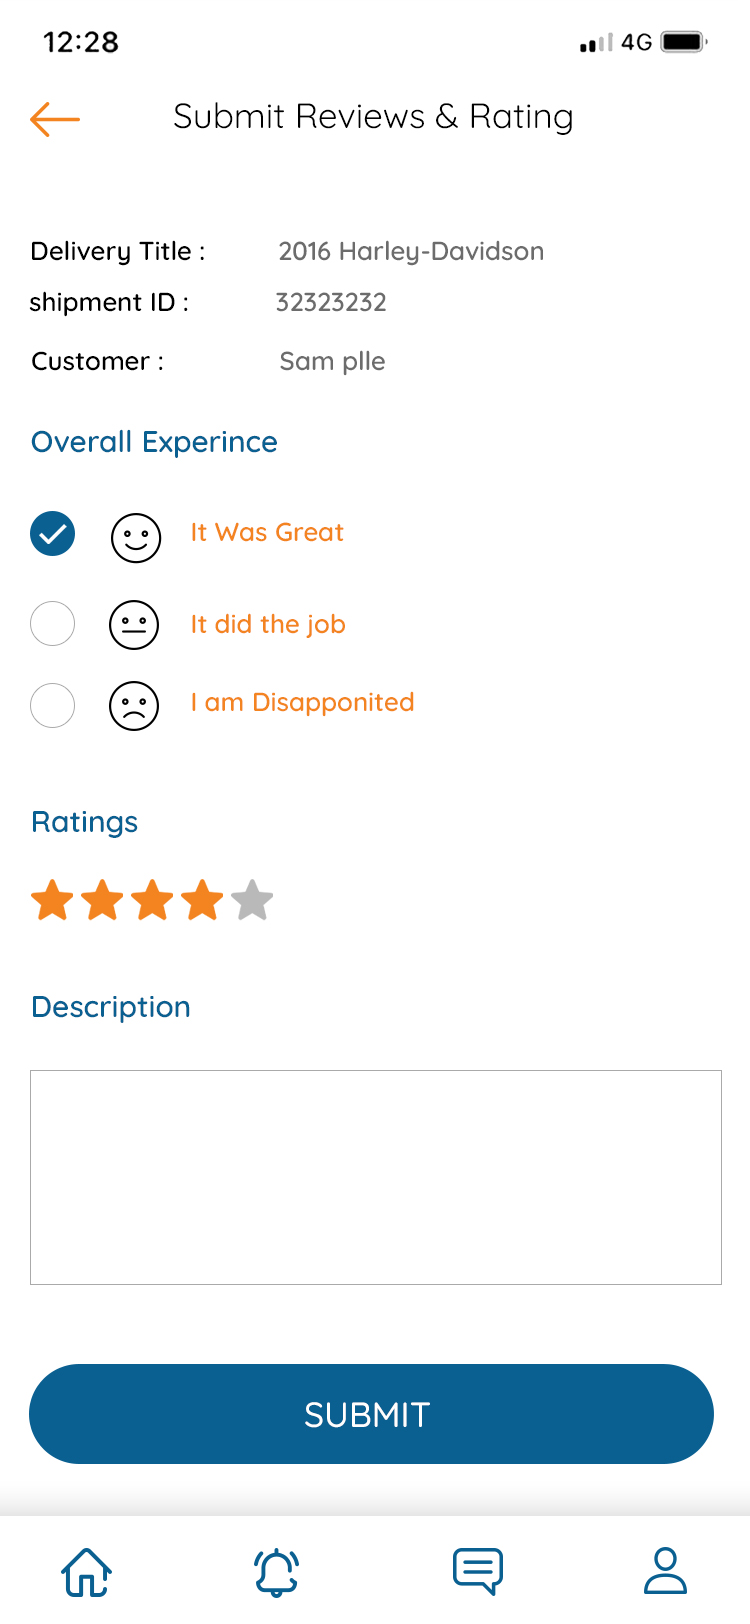 12:28
4G
Submit Reviews & Rating
Delivery Title : 2016 Harley-Davidson
shipment ID : 32323232
Customer : Sam plle
Overall Experince
It Was Great
It did the job
I am Disapponited
Ratings
Description
SUBMIT